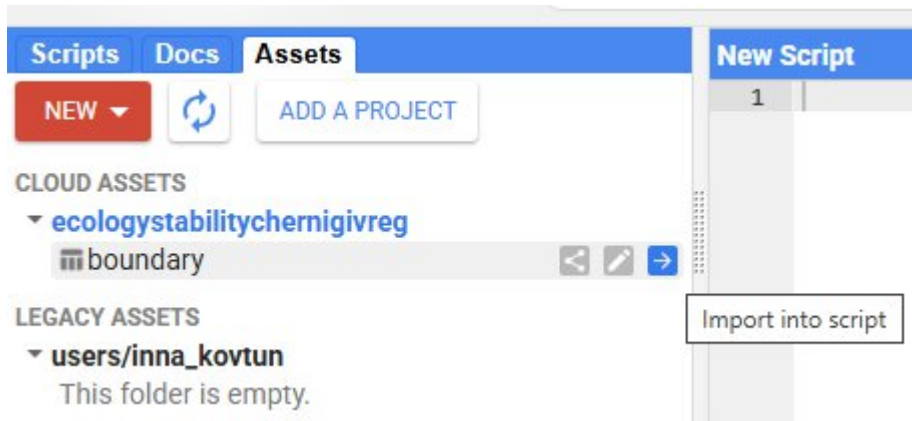 Scripts Docs Assets
NEW ADD A PROJECT
CLOUD ASSETS
ecologystabilitychernigivreg
boundary
LEGACY ASSETS
users/inna_kovtun
This folder is empty.
New Script
1
Import into script